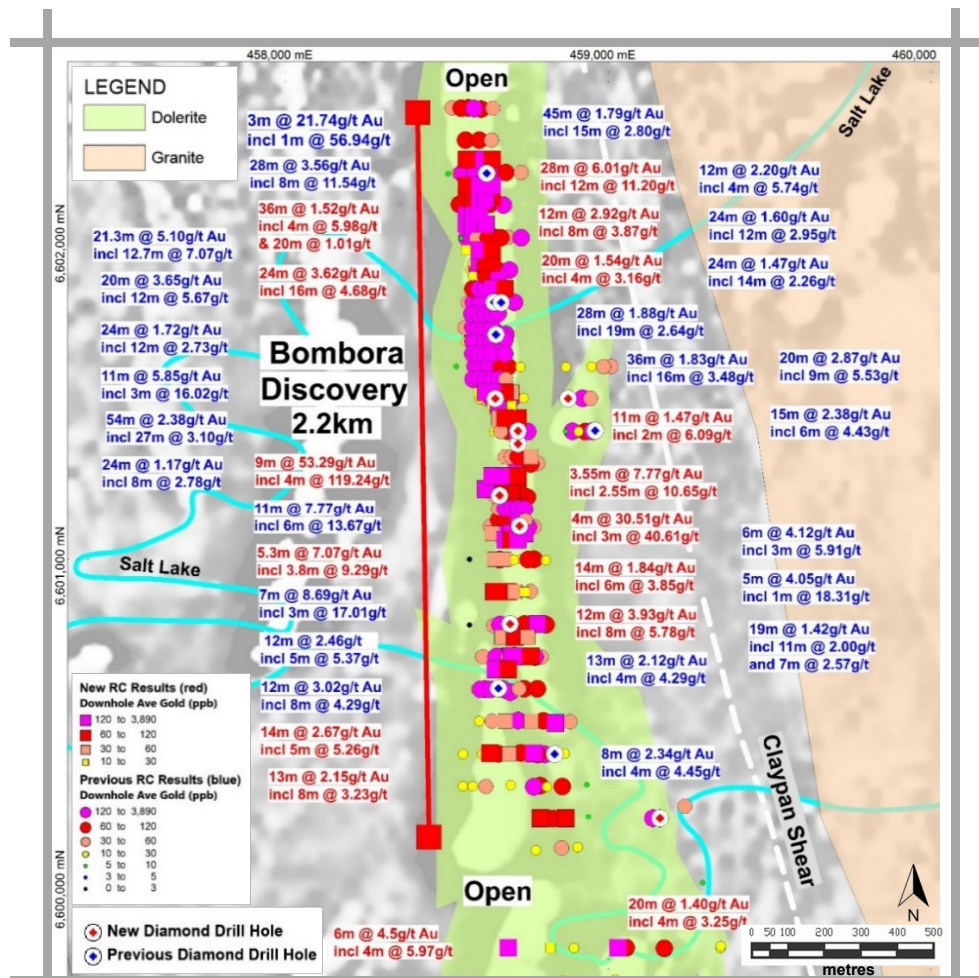 458,000 mE
459,000 mE
460,000
LEGEND
Dolerite
Granite
Open
Salt Lake
6,602,000 mN
6,601,000 mN
6,600,000 mN
3m @ 21.74g/t Au
incl 1m @ 56.94g/t
28m @ 3.56g/t Au
incl 8m @ 11.54g/t
36m @ 1.52g/t Au
incl 4m @ 5.98g/t
& 20m @ 1.01g/t
24m @ 3.62g/t Au
incl 16m @ 4.68g/t
21.3m @ 5.10g/t Au
incl 12.7m @ 7.07g/t
20m @ 3.65g/t Au
incl 12m @ 5.67g/t
24m @ 1.72g/t Au
incl 12m @ 2.73g/t
11m @ 5.85g/t Au
incl 3m @ 16.02g/t
54m @ 2.38g/t Au
incl 27m @ 3.10g/t
24m @ 1.17g/t Au
incl 8m @ 2.78g/t
Bombora
Discovery
2.2km
9m @ 53.29g/t Au
incl 4m @ 119.24g/t
11m @ 7.77g/t Au
incl 6m @ 13.67g/t
5.3m @ 7.07g/t Au
incl 3.8m @ 9.29g/t
7m @ 8.69g/t Au
incl 3m @ 17.01g/t
12m @ 2.46g/t
incl 5m @ 5.37g/t
12m @ 3.02g/t Au
incl 8m @ 4.29g/t
14m @ 2.67g/t Au
incl 5m @ 5.26g/t
13m @ 2.15g/t Au
incl 8m @ 3.23g/t
Salt Lake
45m @ 1.79g/t Au
incl 15m @ 2.80g/t
28m @ 6.01g/t Au
incl 12m @ 11.20g/t
12m @ 2.92g/t Au
incl 8m @ 3.87g/t
20m @ 1.54g/t Au
incl 4m @ 3.16g/t
12m @ 2.20g/t Au
incl 4m @ 5.74g/t
24m @ 1.60g/t Au
incl 12m @ 2.95g/t
24m @ 1.47g/t Au
incl 14m @ 2.26g/t
28m @ 1.88g/t Au
incl 19m @ 2.64g/t
36m @ 1.83g/t Au
incl 16m @ 3.48g/t
20m @ 2.87g/t Au
incl 9m @ 5.53g/t
11m @ 1.47g/t Au
incl 2m @ 6.09g/t
15m @ 2.38g/t Au
incl 6m @ 4.43g/t
3.55m @ 7.77g/t Au
incl 2.55m @ 10.65g/t
4m @ 30.51g/t Au
incl 3m @ 40.61g/t
14m @ 1.84g/t Au
incl 6m @ 3.85g/t
12m @ 3.93g/t Au
incl 8m @ 5.78g/t
13m @ 2.12g/t Au
incl 4m @ 4.29g/t
6m @ 4.12g/t Au
incl 3m @ 5.91g/t
5m @ 4.05g/t Au
incl 1m @ 18.31g/t
19m @ 1.42g/t Au
incl 11m @ 2.00g/t
and 7m @ 2.57g/t
8m @ 2.34g/t Au
incl 4m @ 4.45g/t
Claypan Shear
New RC Results (red)
Downhole Ave Gold (ppb)
120 to 3,890
60 to 120
30 to 60
10 to 30
Previous RC Results (blue)
Downhole Ave Gold (ppb)
120 to 3,890
60 to 120
30 to 60
10 to 30
5 to 10
3 to 5
0 to 3
Open
New Diamond Drill Hole
Previous Diamond Drill Hole
6m @ 4.5g/t Au
incl 4m @ 5.97g/t
20m @ 1.40g/t Au
incl 4m @ 3.25g/t
N
0 50 100 200 300 400 500
metres